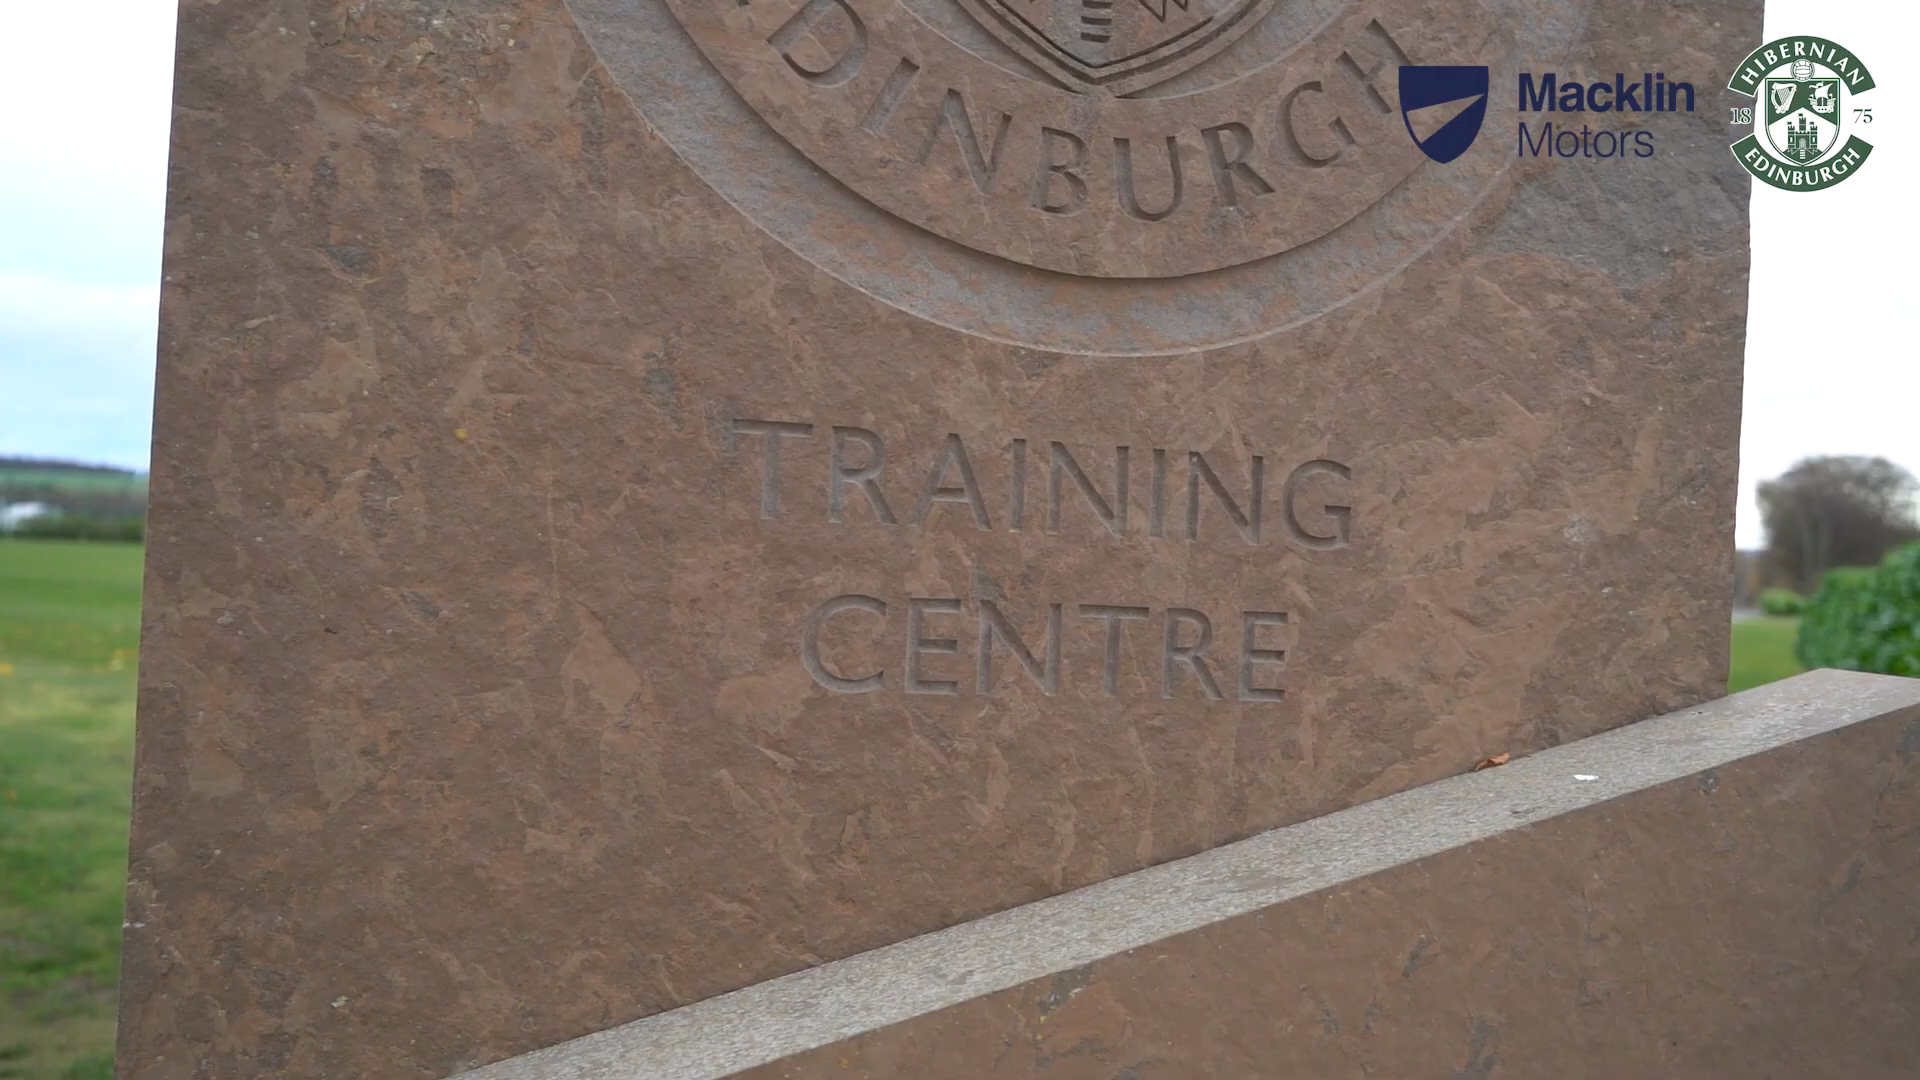 EDINBURGH
TRAINING
CENTRE
Macklin
Motors
HIBERNIAN
18 75
EDINBURGH